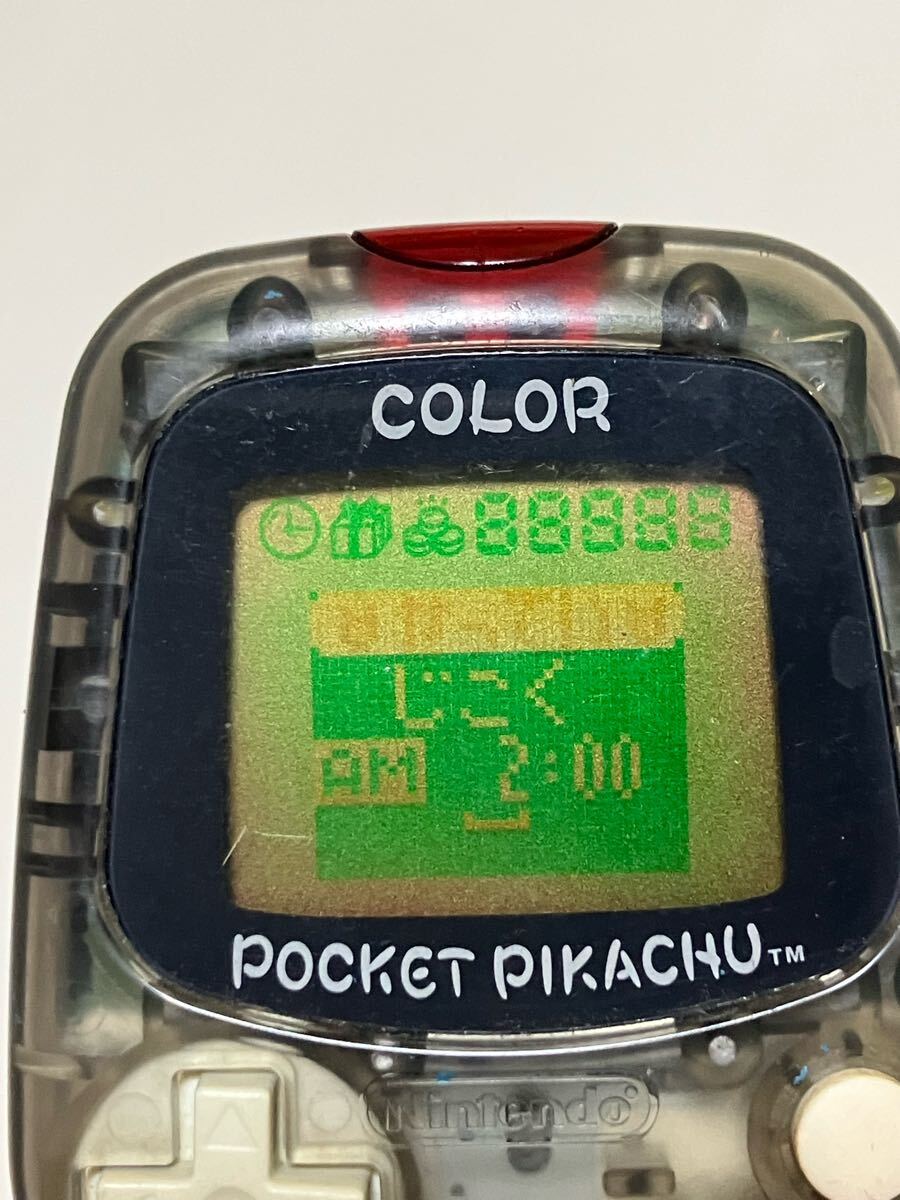 COLOR
88888
じこく
AM 2:00
POCKET PIKACHU™
Nintendo